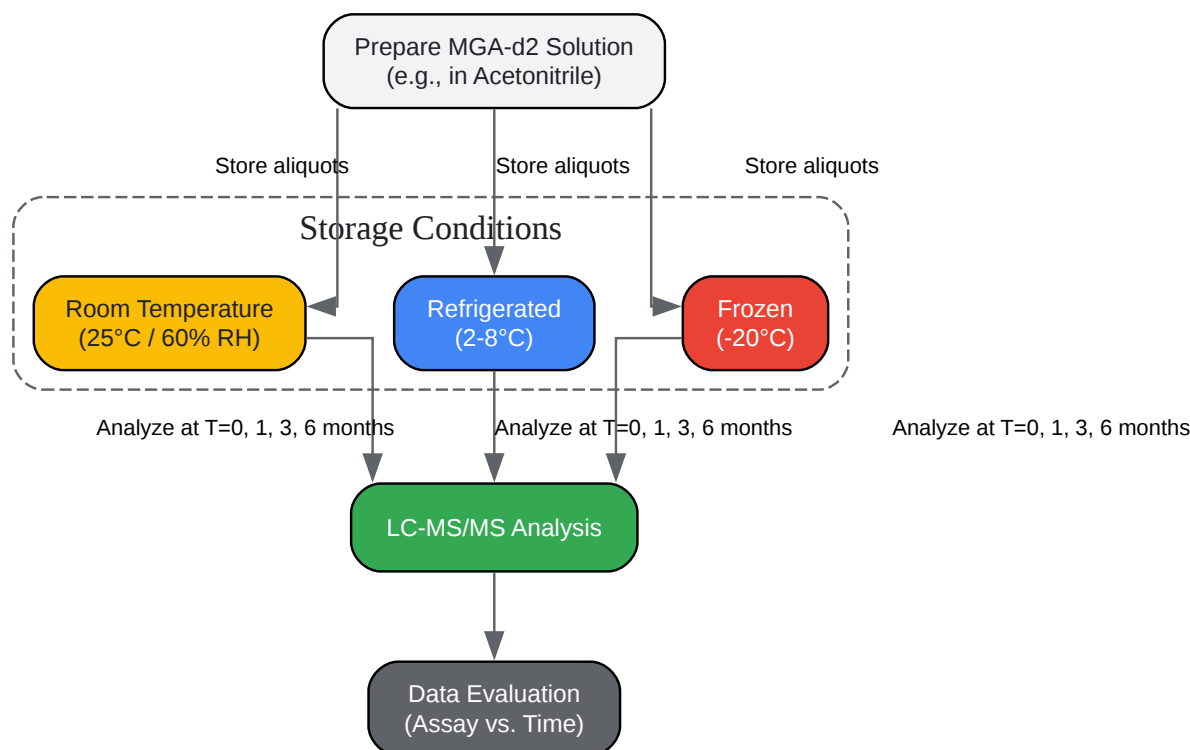 Prepare MGA-d2 Solution
(e.g., in Acetonitrile)
Store aliquots
Store aliquots
Store aliquots
Storage Conditions
Room Temperature
(25°C / 60% RH)
Refrigerated
(2-8°C)
Frozen
(-20°C)
Analyze at T=0, 1, 3, 6 months
Analyze at T=0, 1, 3, 6 months
Analyze at T=0, 1, 3, 6 months
LC-MS/MS Analysis
Data Evaluation
(Assay vs. Time)